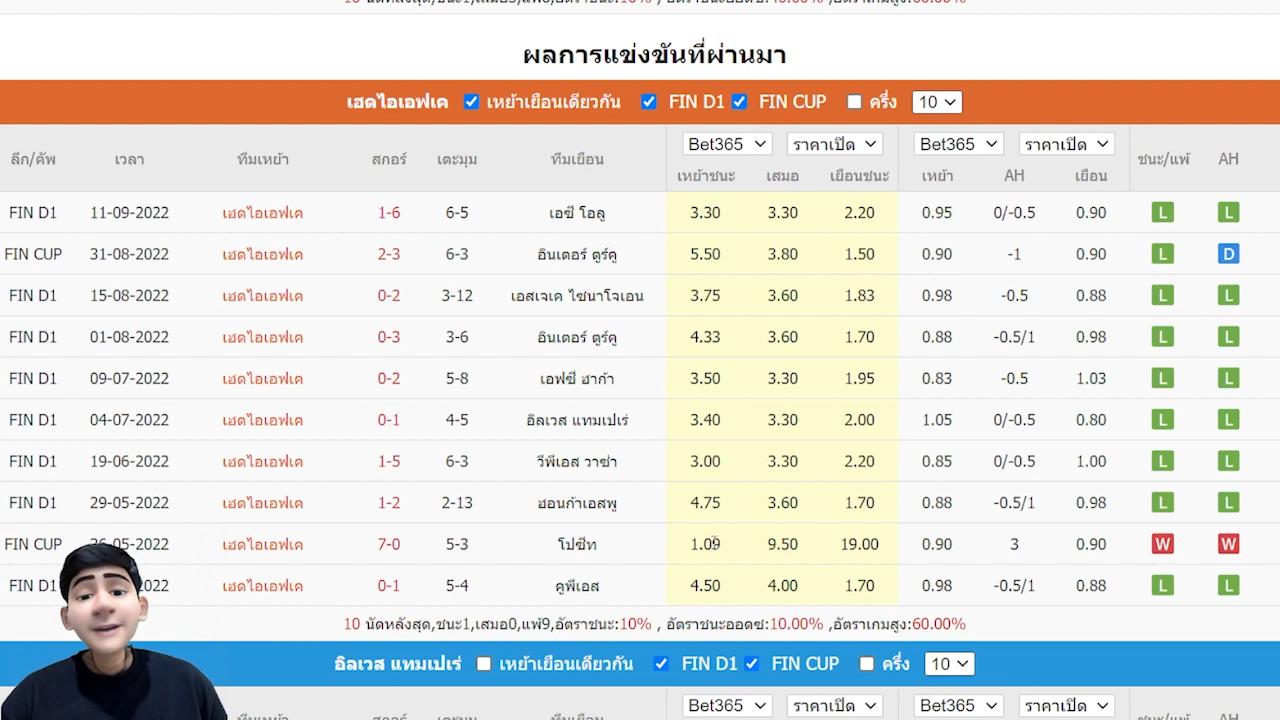 ผลการแข่งขันที่ผ่านมา
เฮดไอเอฟเค เหย้าเยือนเดียวกัน FIN D1 FIN CUP ครึ่ง 10
Bet365 ราคาเปิด Bet365 ราคาเปิด
ลีก/คัพ เวลา ทีมเหย้า สกอร์ เตะมุม ทีมเยือน ชนะ/แพ้ AH
เหย้าชนะ เสมอ เยือนชนะ เหย้า AH เยือน
FIN D1 11-09-2022 เฮดไอเอฟเค 1-6 6-5 เอซี โอลู 3.30 3.30 2.20 0.95 0/-0.5 0.90 L L
FIN CUP 31-08-2022 เฮดไอเอฟเค 2-3 6-3 อินเตอร์ ตูร์คู 5.50 3.80 1.50 0.90 -1 0.90 L D
FIN D1 15-08-2022 เฮดไอเอฟเค 0-2 3-12 เอสเจเค ไซนาโจเอน 3.75 3.60 1.83 0.98 -0.5 0.88 L L
FIN D1 01-08-2022 เฮดไอเอฟเค 0-3 3-6 อินเตอร์ ตูร์คู 4.33 3.60 1.70 0.88 -0.5/1 0.98 L L
FIN D1 09-07-2022 เฮดไอเอฟเค 0-2 5-8 เอฟซี ฮาก้า 3.50 3.30 1.95 0.83 -0.5 1.03 L L
FIN D1 04-07-2022 เฮดไอเอฟเค 0-1 4-5 อิลเวส แทมเปเร่ 3.40 3.30 2.00 1.05 0/-0.5 0.80 L L
FIN D1 19-06-2022 เฮดไอเอฟเค 1-5 6-3 วีพีเอส วาซ่า 3.00 3.30 2.20 0.85 0/-0.5 1.00 L L
FIN D1 29-05-2022 เฮดไอเอฟเค 1-2 2-13 ฮอนก้าเอสพู 4.75 3.60 1.70 0.88 -0.5/1 0.98 L L
FIN CUP 26-05-2022 เฮดไอเอฟเค 7-0 5-3 โปซีท 1.09 9.50 19.00 0.90 3 0.90 W W
FIN D1 2022 เฮดไอเอฟเค 0-1 5-4 คูพีเอส 4.50 4.00 1.70 0.98 -0.5/1 0.88 L L
10 นัดหลังสุด,ชนะ1,เสมอ0,แพ้9,อัตราชนะ:10% , อัตราชนะออดซ:10.00% ,อัตราเกมสูง:60.00%
อิลเวส แทมเปเร่ เหย้าเยือนเดียวกัน FIN D1 FIN CUP ครึ่ง 10
Bet365 ราคาเปิด Bet365 ราคาเปิด